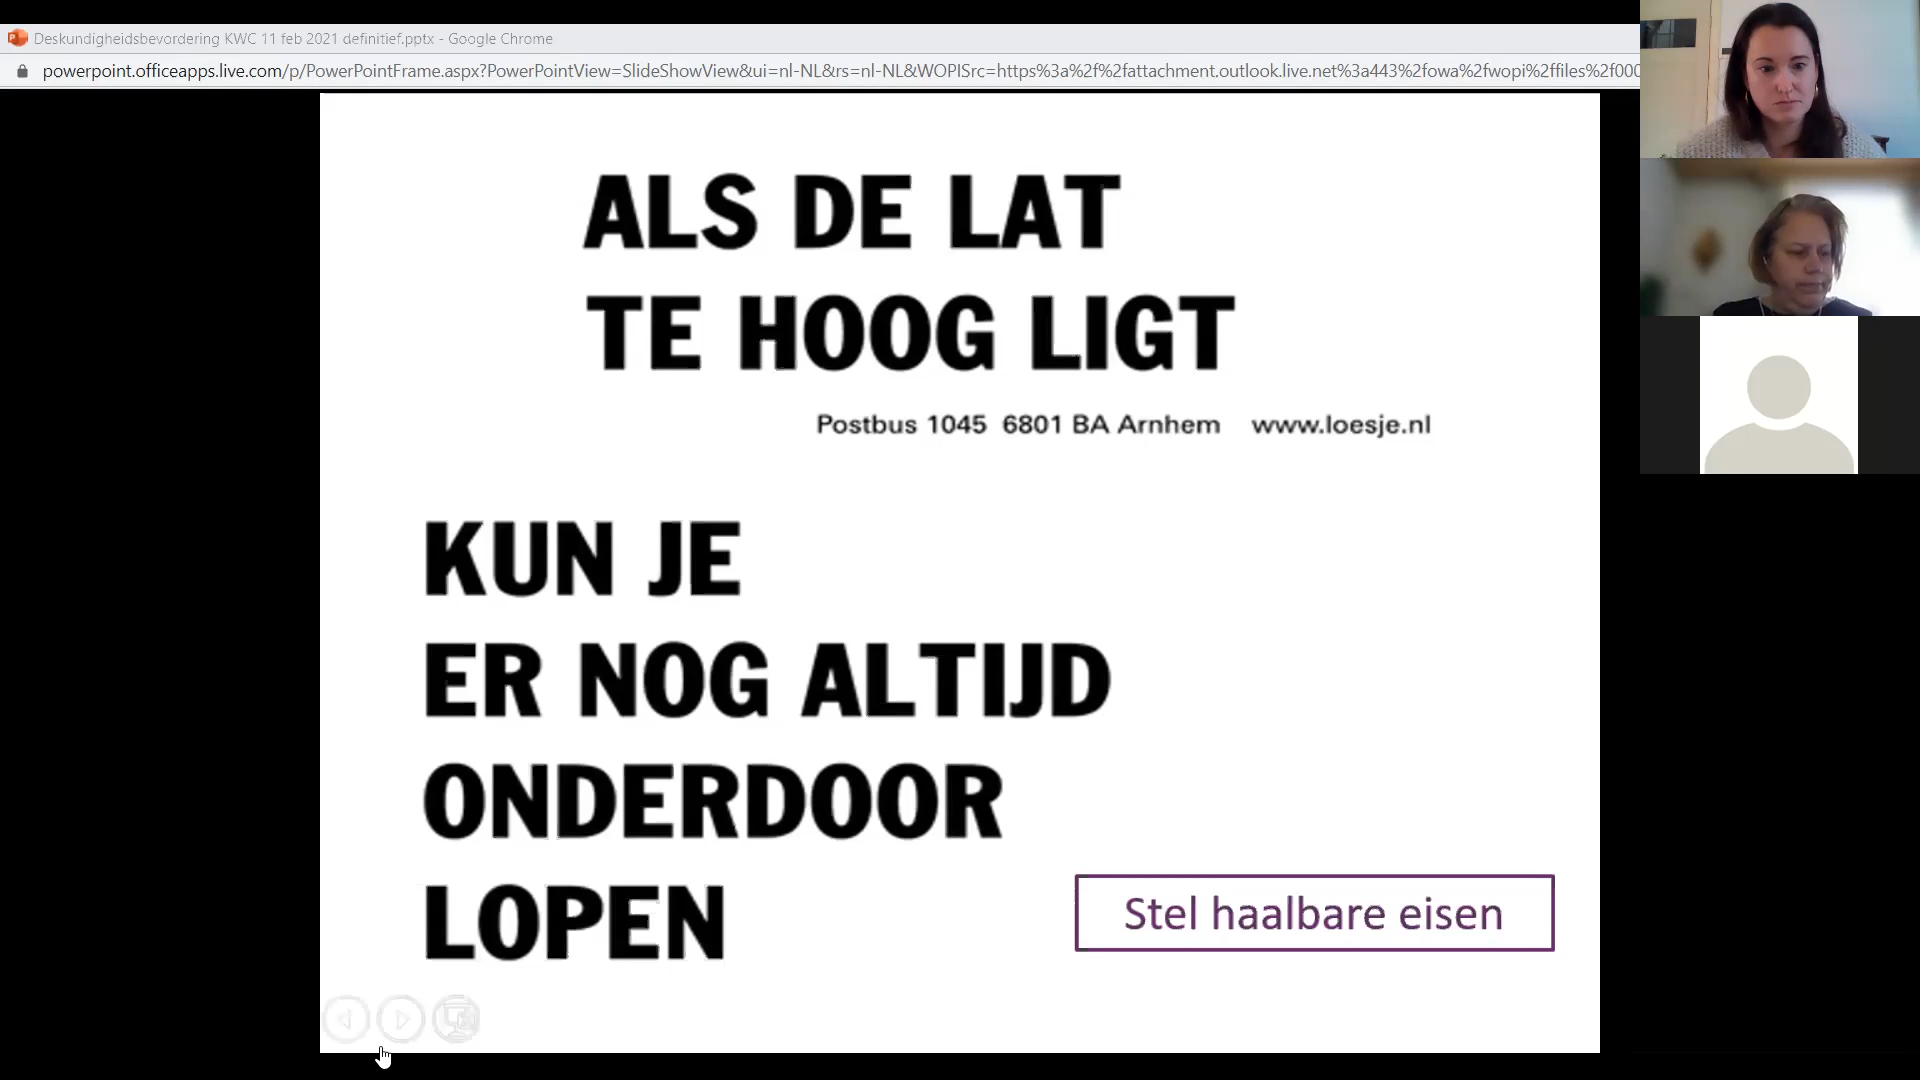 Deskundigheidsbevordering KWC 11 feb 2021 definitief.pptx - Google Chrome
powerpoint.officeapps.live.com/p/PowerPointFrame.aspx?PowerPointView=SlideShowView&ui=nl-NL&rs=nl-NL&WOPISrc=https%3a%2f%2fattachment.outlook.live.net%3a443%2fowa%2fwopi%2ffiles%2f000
ALS DE LAT
TE HOOG LIGT
Postbus 1045 6801 BA Arnhem www.loesje.nl
KUN JE
ER NOG ALTIJD
ONDERDOOR
LOPEN
Stel haalbare eisen